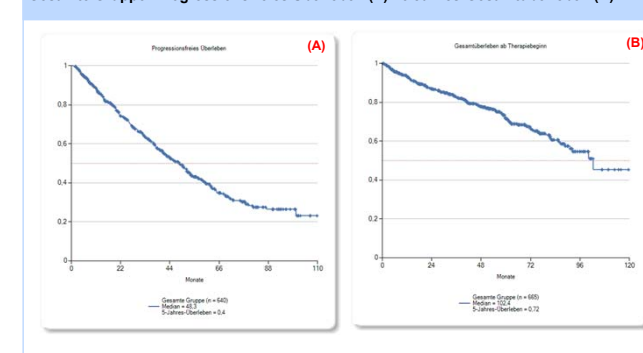 Progressionsfreies Überleben
(A)
1
0.8
0.6
0.4
0.2
0
0
22
44
66
88
110
Monate
Gesamte Gruppe (n = 640)
Median = 48,3
5-Jahres-Überleben = 0,4
Gesamtüberleben ab Therapiebeginn
(B)
1
0.8
0.6
0.4
0.2
0
0
24
48
72
96
120
Monate
Gesamte Gruppe (n = 665)
Median = 102,4
5-Jahres-Überleben = 0,72